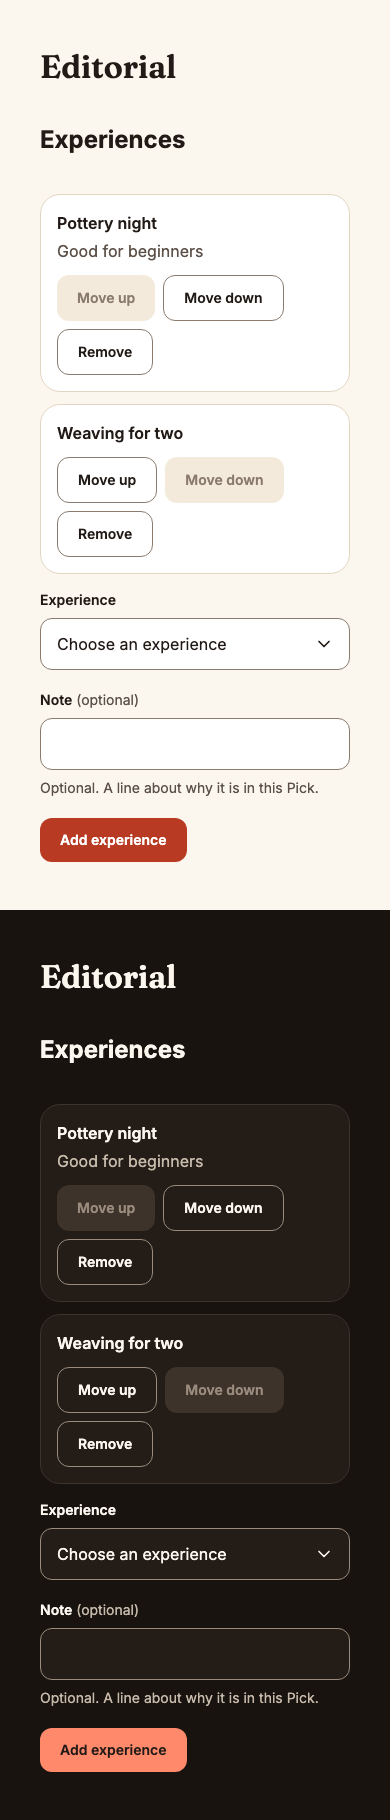 Editorial
Experiences
Pottery night
Good for beginners
Move up Move down
Remove
Weaving for two
Move up Move down
Remove
Experience
Choose an experience
Note (optional)
Optional. A line about why it is in this Pick.
Add experience
Editorial
Experiences
Pottery night
Good for beginners
Move up Move down
Remove
Weaving for two
Move up Move down
Remove
Experience
Choose an experience
Note (optional)
Optional. A line about why it is in this Pick.
Add experience